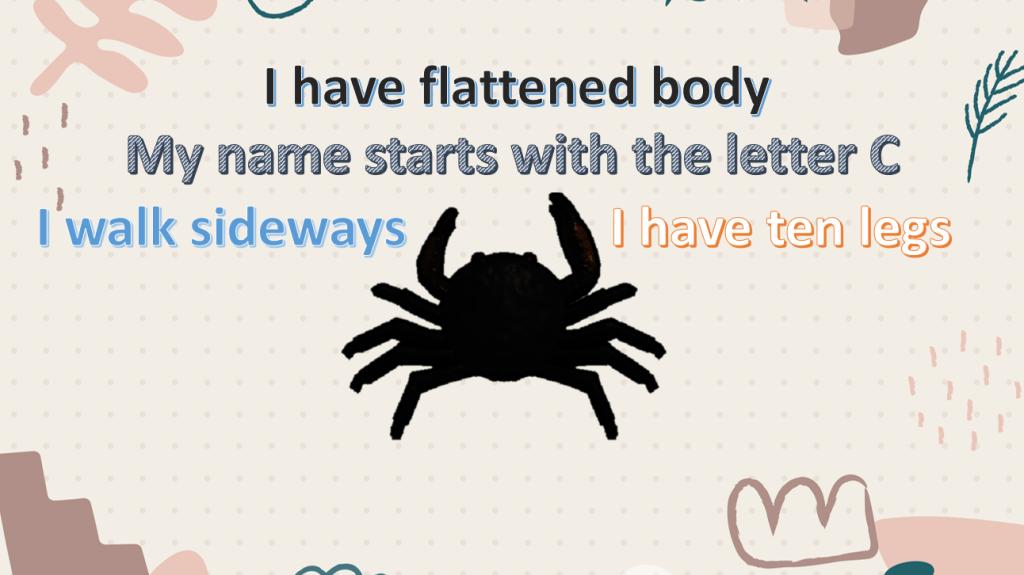 I have flattened body
My name starts with the letter C
I walk sideways
I have ten legs